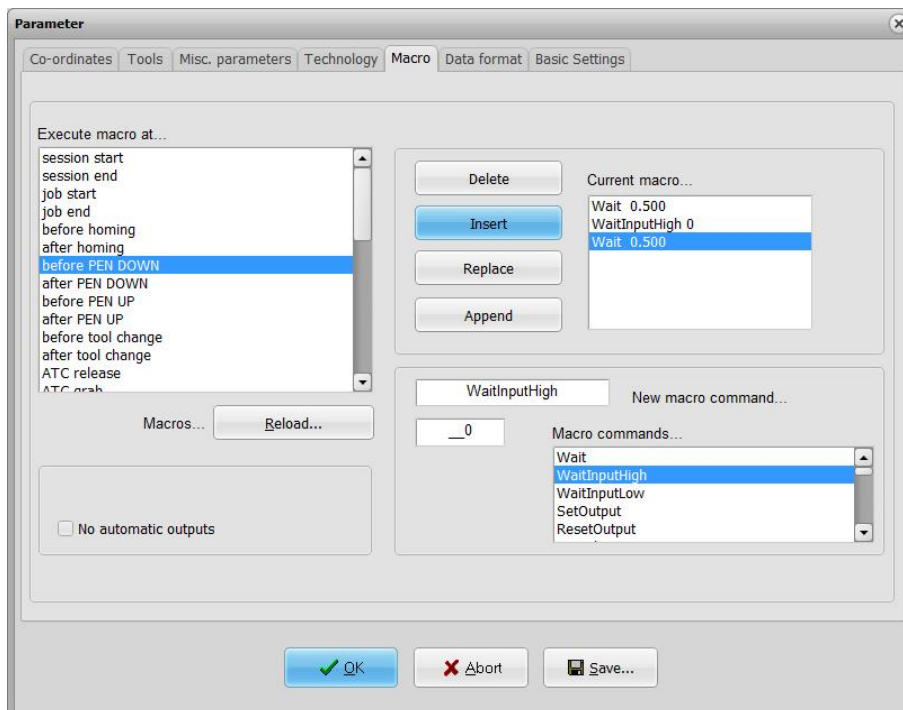 Parameter
Co-ordinates Tools Misc. parameters Technology Macro Data format Basic Settings
Execute macro at...
session start
session end
job start
job end
before homing
after homing
before PEN DOWN
after PEN DOWN
before PEN UP
after PEN UP
before tool change
after tool change
ATC release
ATC grab
Macros...
Reload...
No automatic outputs
Delete
Insert
Replace
Append
Current macro...
Wait 0.500
WaitInputHigh 0
Wait 0.500
WaitInputHigh
New macro command...
__0
Macro commands...
Wait
WaitInputHigh
WaitInputLow
SetOutput
ResetOutput
OK
Abort
Save...